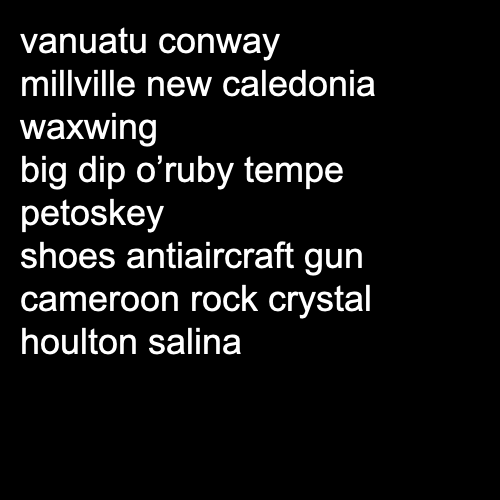 vanuatu conway
millville new caledonia
waxwing
big dip o’ruby tempe
petoskey
shoes antiaircraft gun
cameroon rock crystal
houlton salina